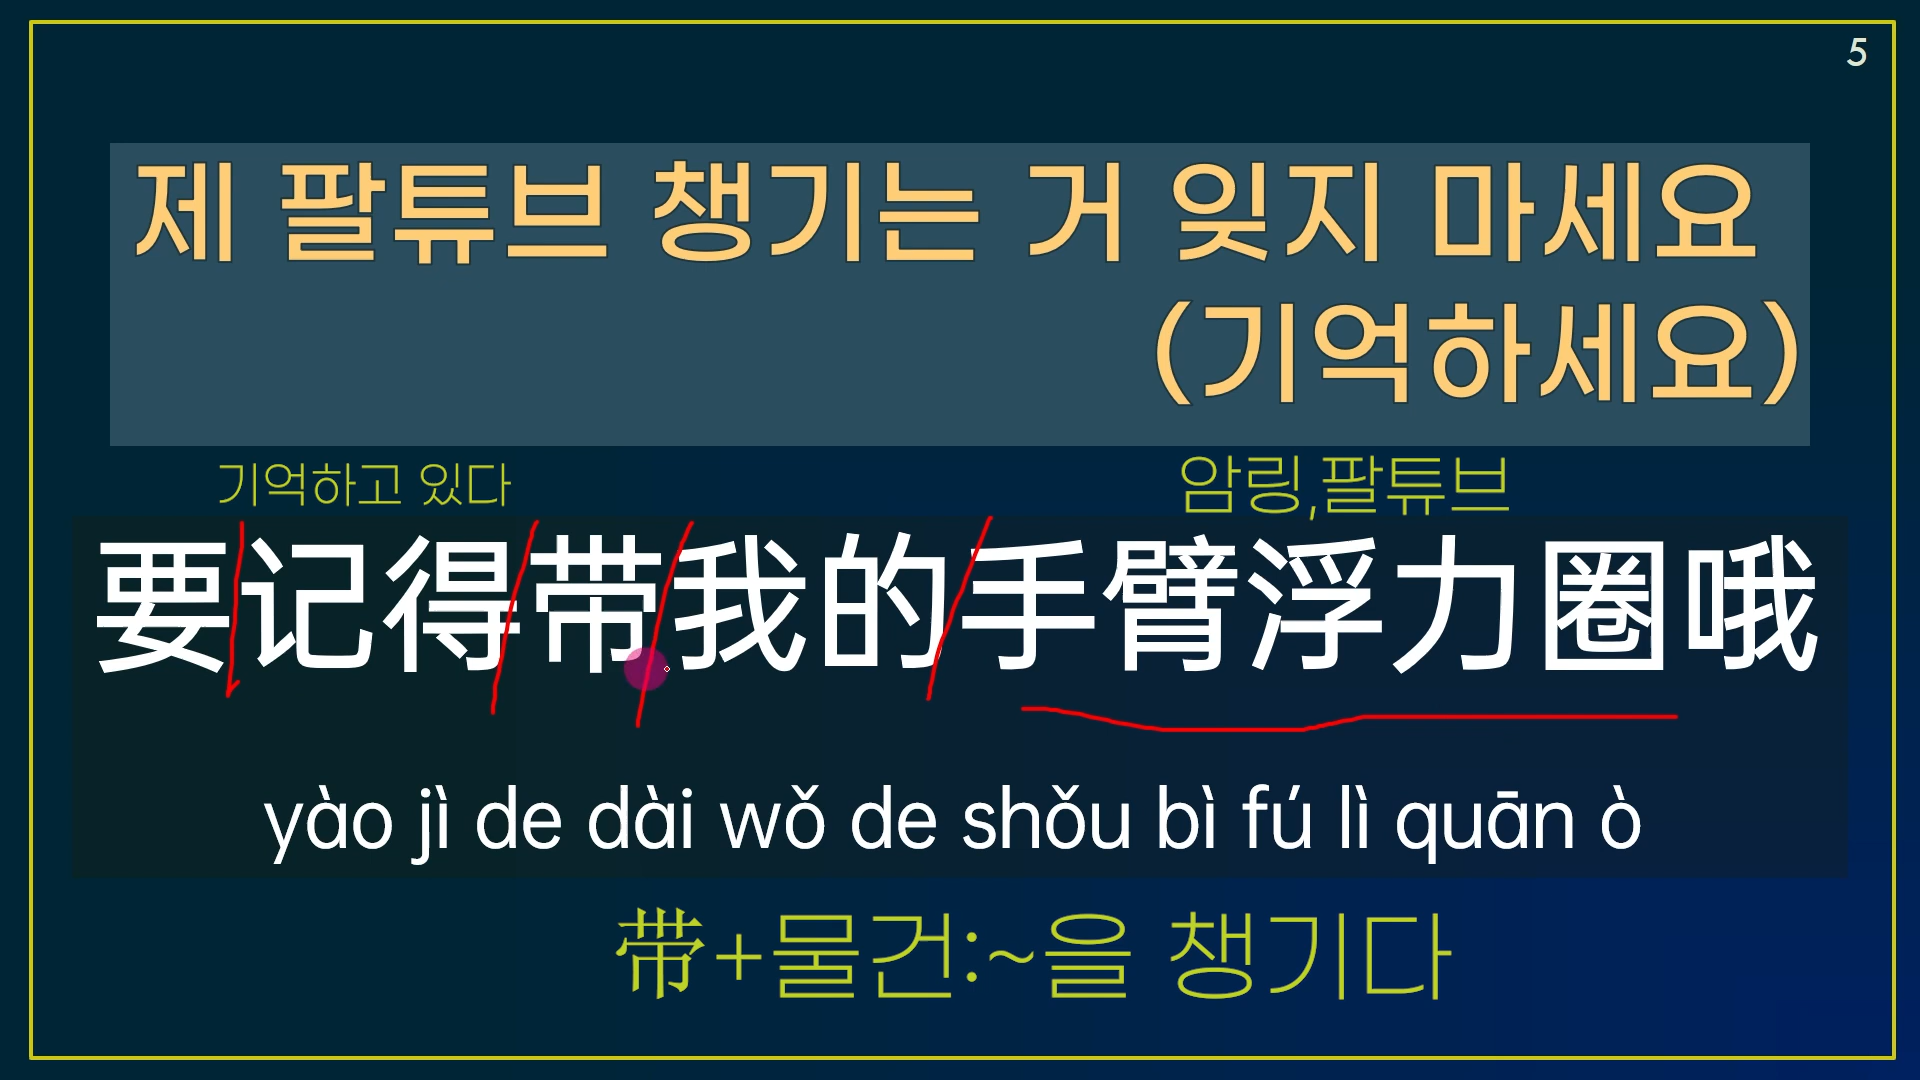 5
제 팔튜브 챙기는 거 잊지 마세요
(기억하세요)
기억하고 있다
암링,팔튜브
要记得带我的手臂浮力圈哦
yào jì de dài wǒ de shǒu bì fú lì quān ò
带+물건:~을 챙기다